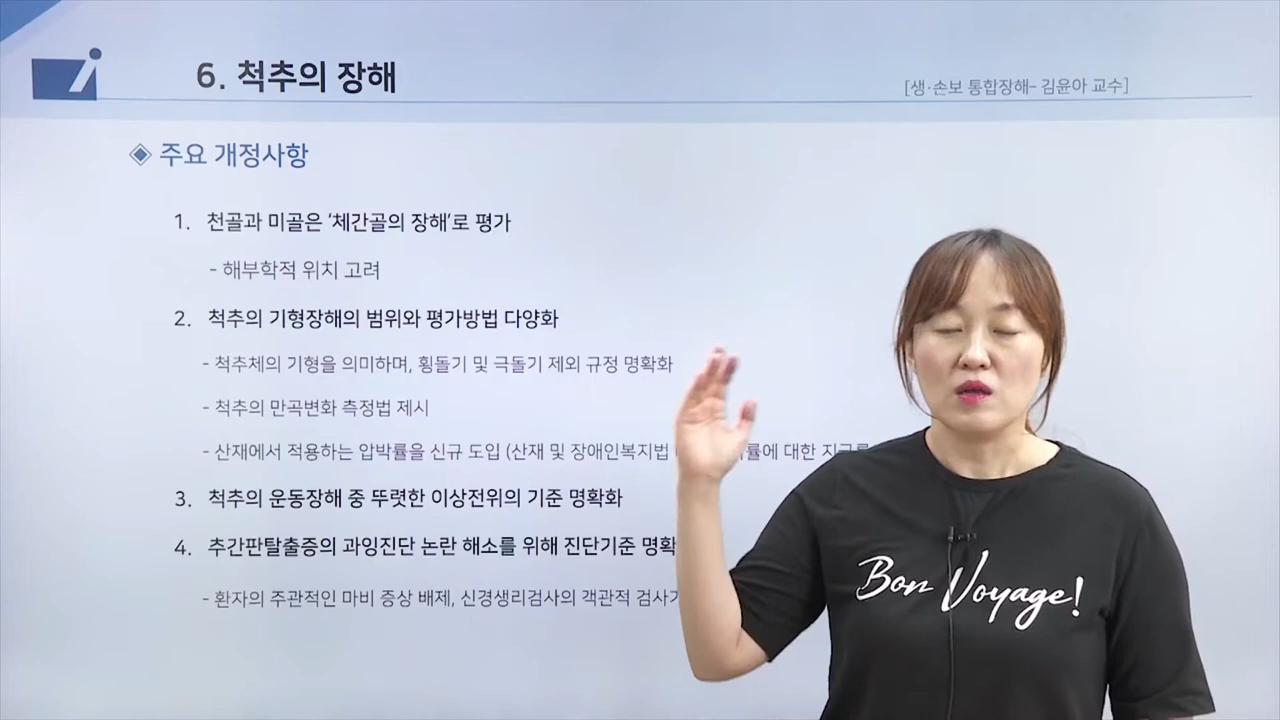 6. 척추의 장해
[생·손보 통합장해- 김윤아 교수]
◈ 주요 개정사항
1. 천골과 미골은 '체간골의 장해'로 평가
- 해부학적 위치 고려
2. 척추의 기형장해의 범위와 평가방법 다양화
- 척추체의 기형을 의미하며, 횡돌기 및 극돌기 제외 규정 명확화
- 척추의 만곡변화 측정법 제시
- 산재에서 적용하는 압박률을 신규 도입 (산재 및 장애인복지법
3. 척추의 운동장해 중 뚜렷한 이상전위의 기준 명확화
4. 추간판탈출증의 과잉진단 논란 해소를 위해 진단기준 명확
- 환자의 주관적인 마비 증상 배제, 신경생리검사의 객관적
Bon Voyage!